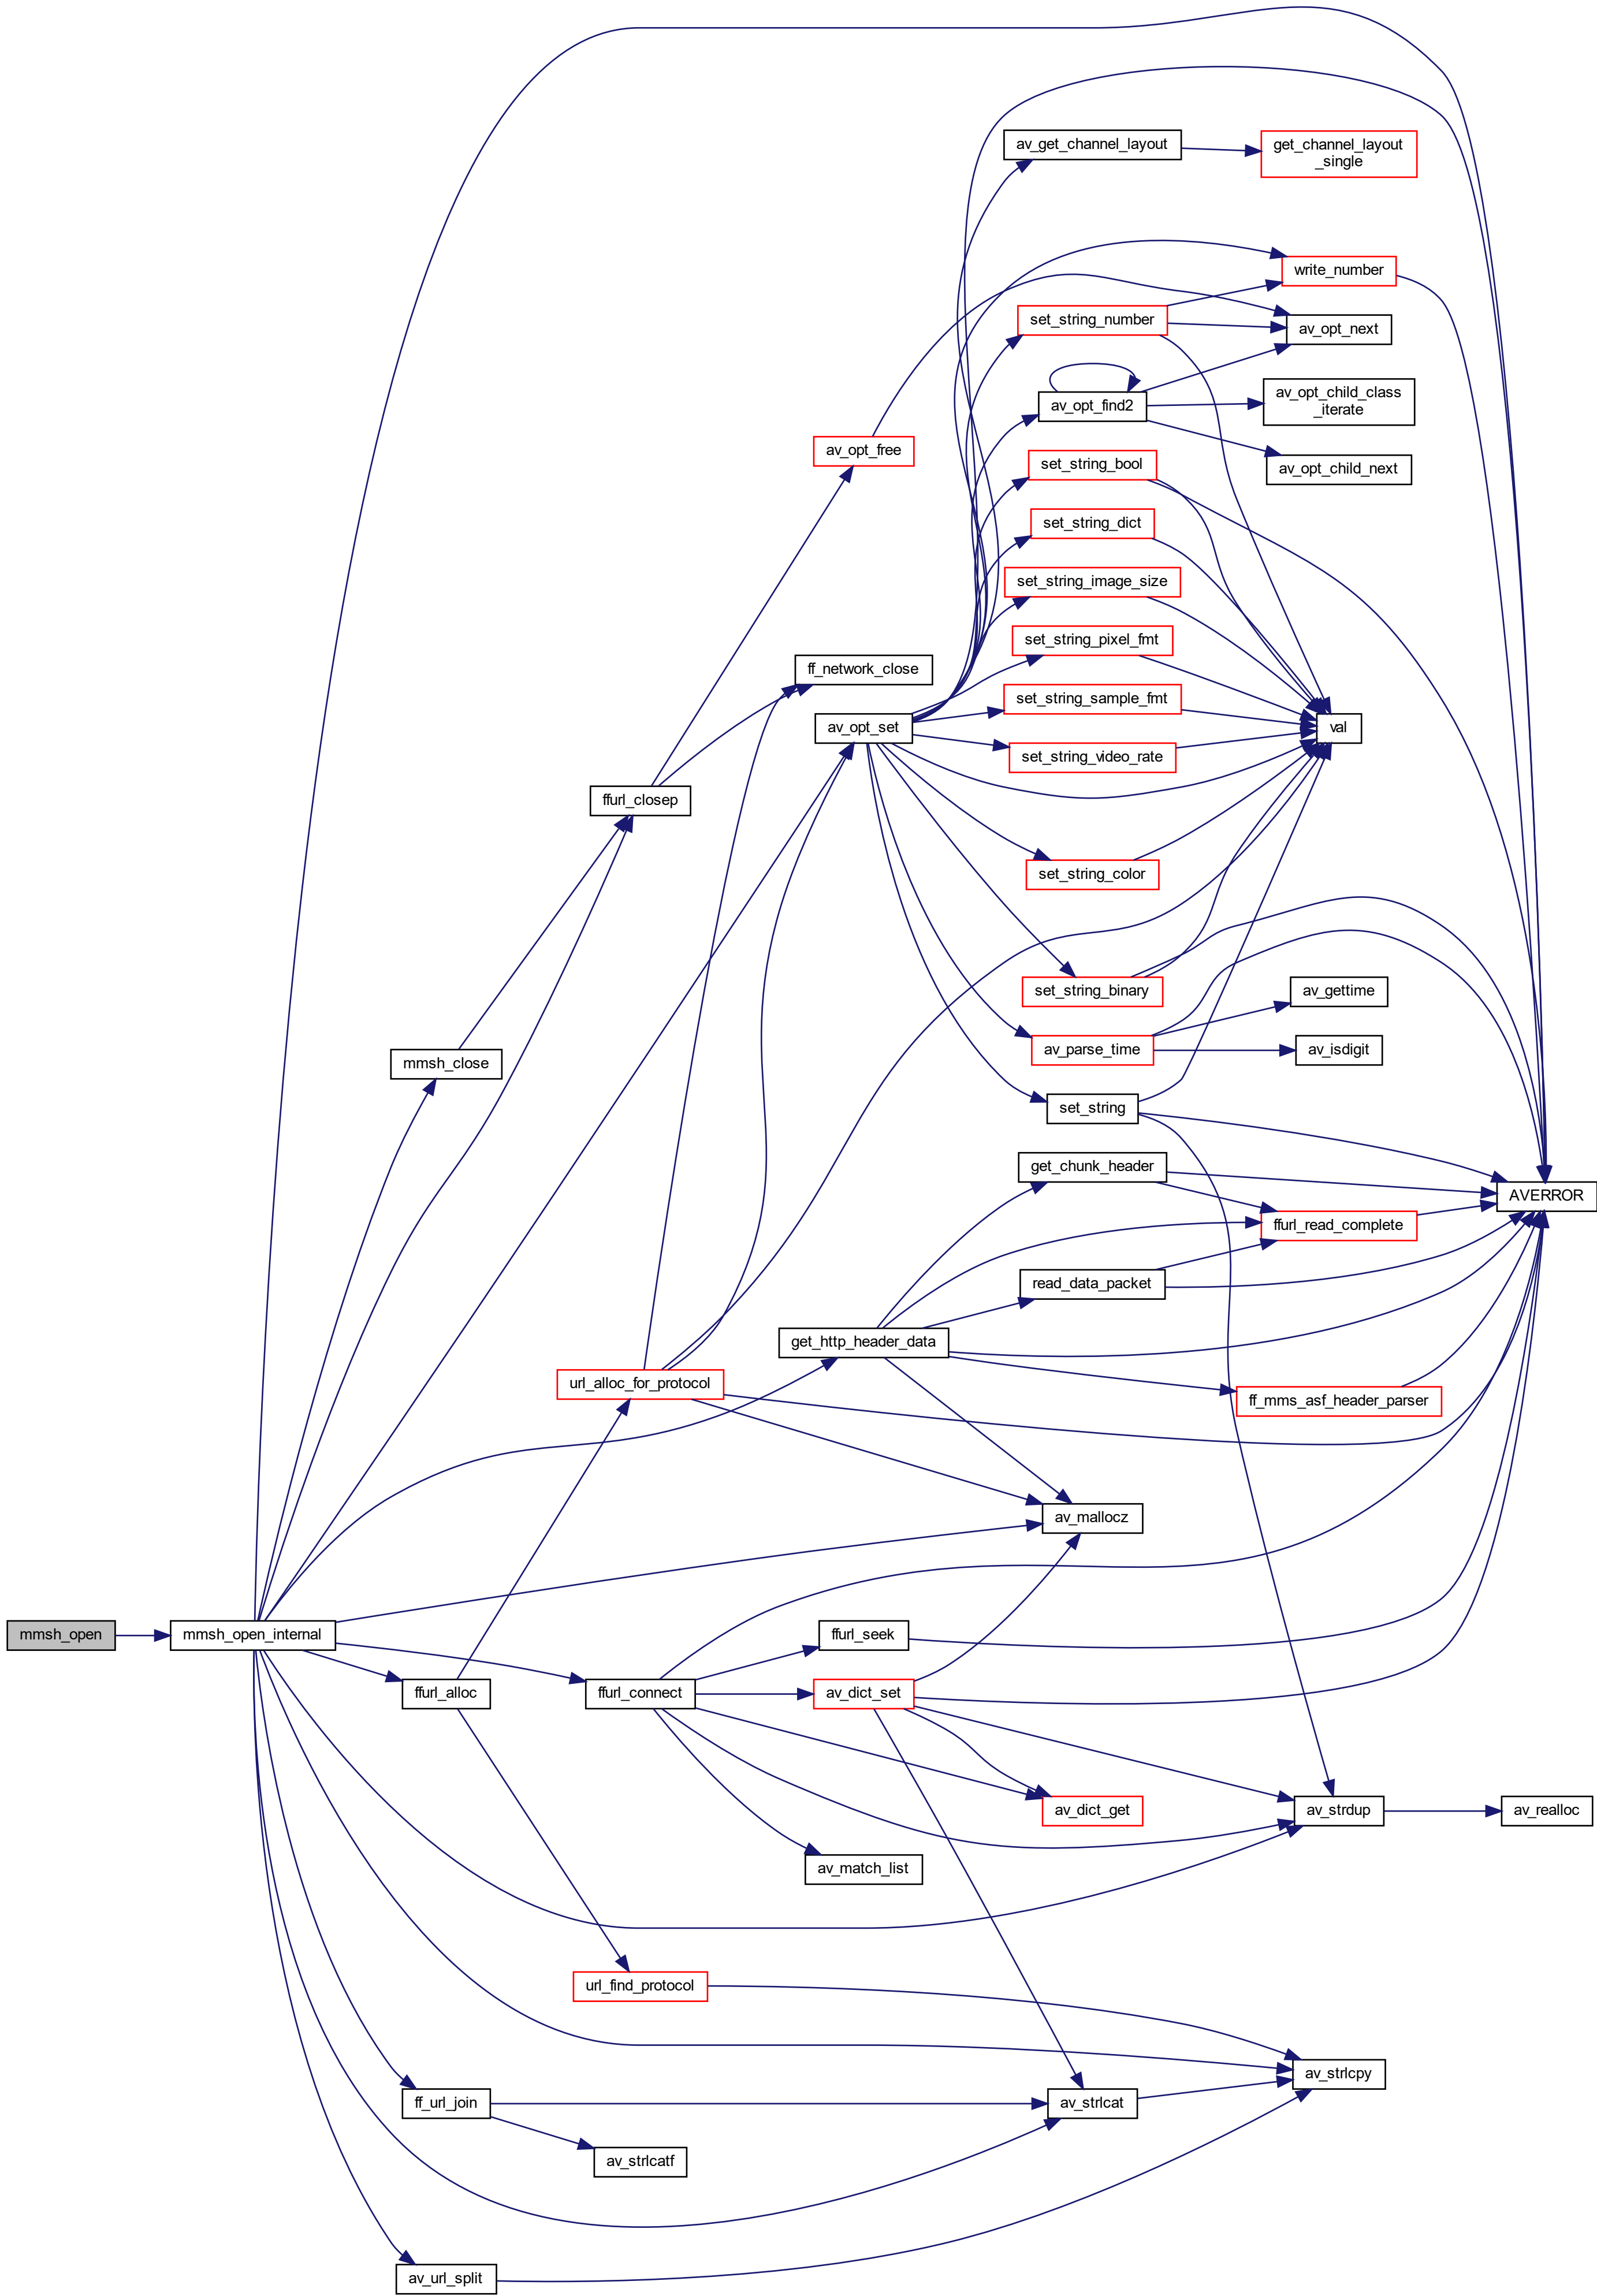 av_get_channel_layout
get_channel_layout
_single
write_number
set_string_number
av_opt_next
av_opt_find2
av_opt_child_class
_iterate
av_opt_free
set_string_bool
av_opt_child_next
set_string_dict
set_string_image_size
set_string_pixel_fmt
ff_network_close
set_string_sample_fmt
av_opt_set
val
set_string_video_rate
ffurl_closep
set_string_color
set_string_binary
av_gettime
mmsh_close
av_parse_time
av_isdigit
set_string
get_chunk_header
AVERROR
ffurl_read_complete
read_data_packet
get_http_header_data
url_alloc_for_protocol
ff_mms_asf_header_parser
av_mallocz
mmsh_open
mmsh_open_internal
ffurl_seek
ffurl_alloc
ffurl_connect
av_dict_set
av_dict_get
av_strdup
av_realloc
av_match_list
url_find_protocol
av_strlcpy
ff_url_join
av_strlcat
av_strlcatf
av_url_split